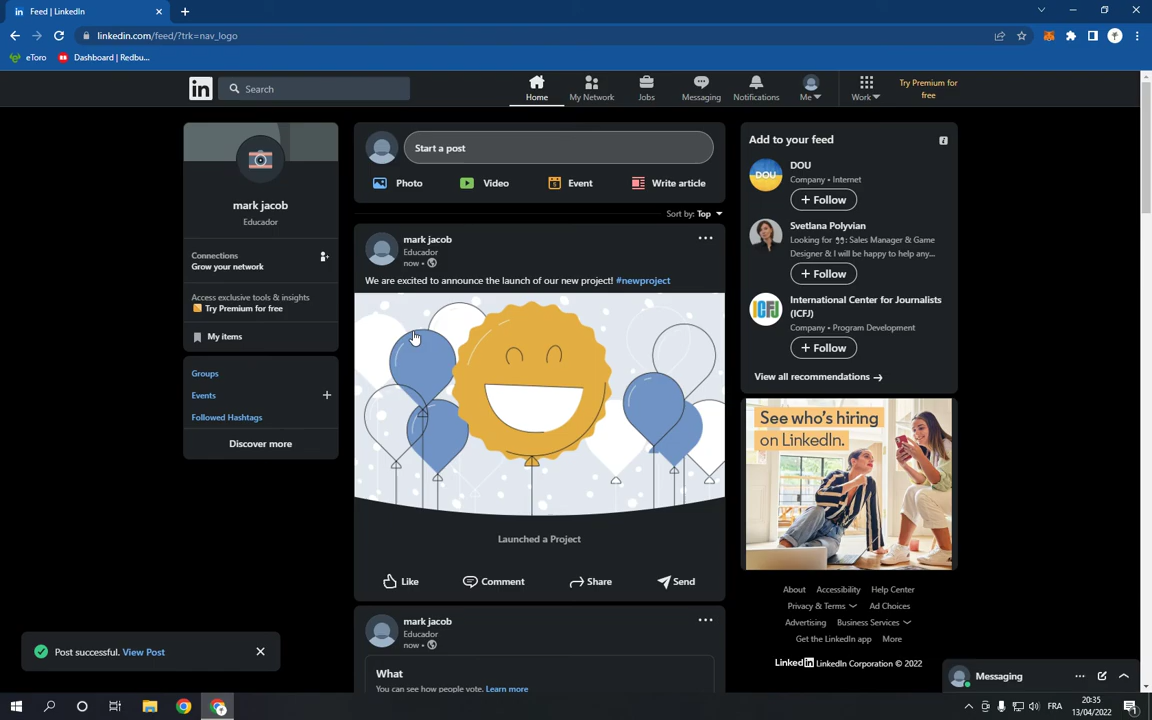 Feed | LinkedIn
linkedin.com/feed/?trk=nav_logo
eToro
Dashboard | Redbu...
in
Search
Home
My Network
Jobs
Messaging
Notifications
Me
Work
Try Premium for
free
mark jacob
Educador
Connections
Grow your network
Access exclusive tools & insights
Try Premium for free
My items
Groups
Events
Followed Hashtags
Discover more
Start a post
Photo
Video
Event
Write article
Sort by: Top
mark jacob
Educador
now •
We are excited to announce the launch of our new project! #newproject
Launched a Project
Like
Comment
Share
Send
mark jacob
Educador
now •
What
You can see how people vote. Learn more
Add to your feed
DOU
DOU
Company • Internet
+ Follow
Svetlana Polyvian
Looking for 👀: Sales Manager & Game
Designer & I will be happy to help any...
+ Follow
ICFJ
International Center for Journalists
(ICFJ)
Company • Program Development
+ Follow
View all recommendations →
See who's hiring
on LinkedIn.
About
Accessibility
Help Center
Privacy & Terms
Ad Choices
Advertising
Business Services
Get the LinkedIn app
More
LinkedIn LinkedIn Corporation © 2022
Post successful. View Post
Messaging
FRA
20:35
13/04/2022